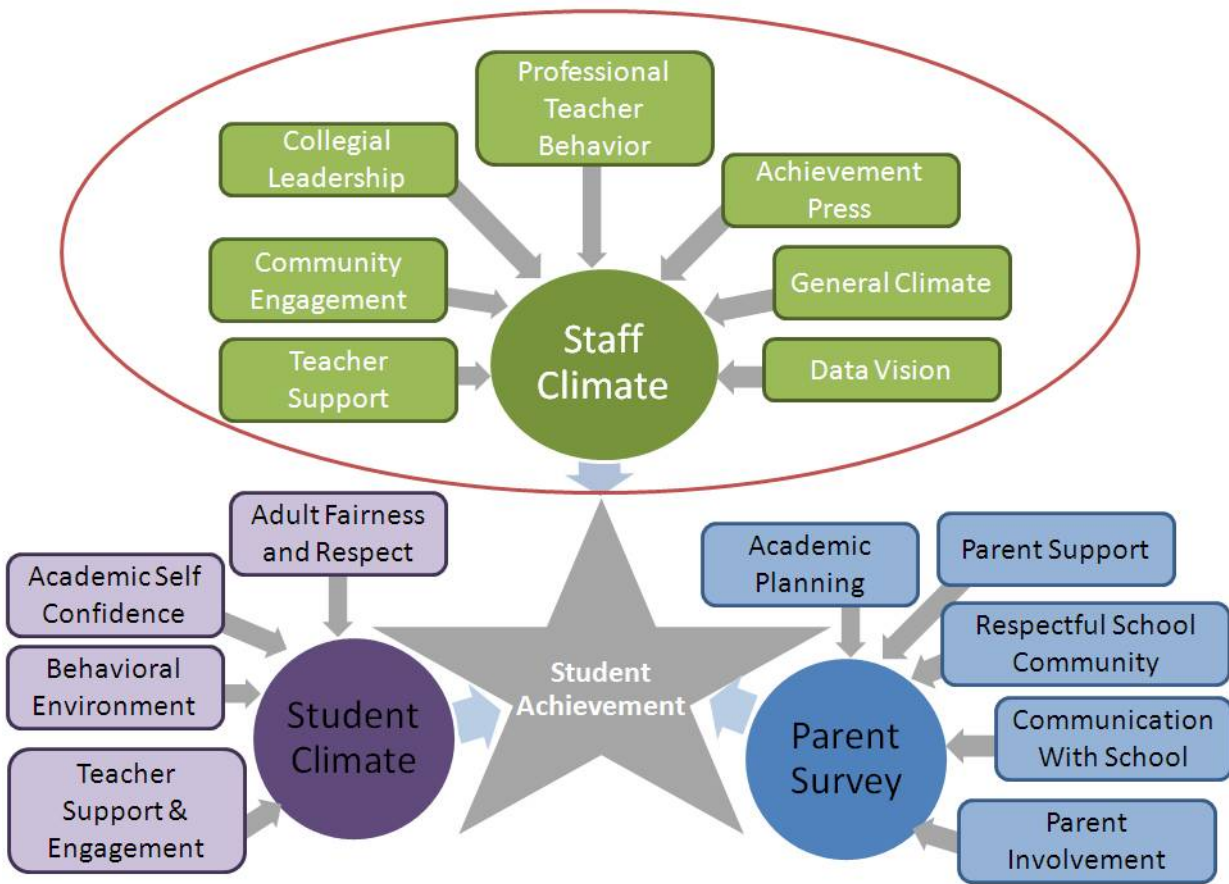 Professional
Teacher
Behavior
Collegial
Leadership
Achievement
Press
Community
Engagement
General Climate
Teacher
Support
Data Vision
Staff
Climate
Adult Fairness
and Respect
Academic Self
Confidence
Behavioral
Environment
Teacher
Support &
Engagement
Student
Climate
Student
Achievement
Academic
Planning
Parent Support
Respectful School
Community
Communication
With School
Parent
Involvement
Parent
Survey